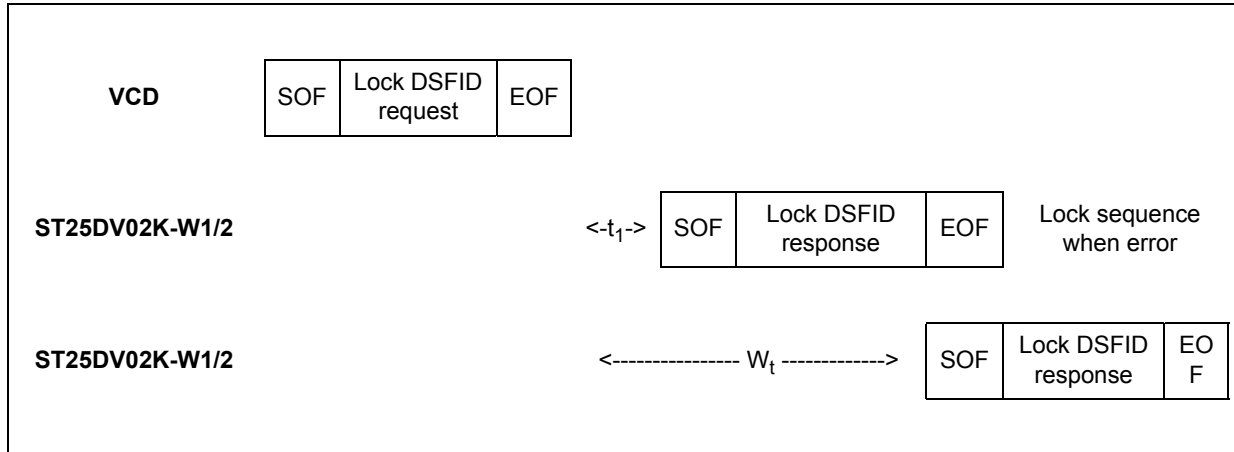 VCD
SOF
Lock DSFID
request
EOF
ST25DV02K-W1/2
<-t1->
SOF
Lock DSFID
response
EOF
Lock sequence
when error
ST25DV02K-W1/2
<---------------- Wt ------------->
SOF
Lock DSFID
response
EO
F